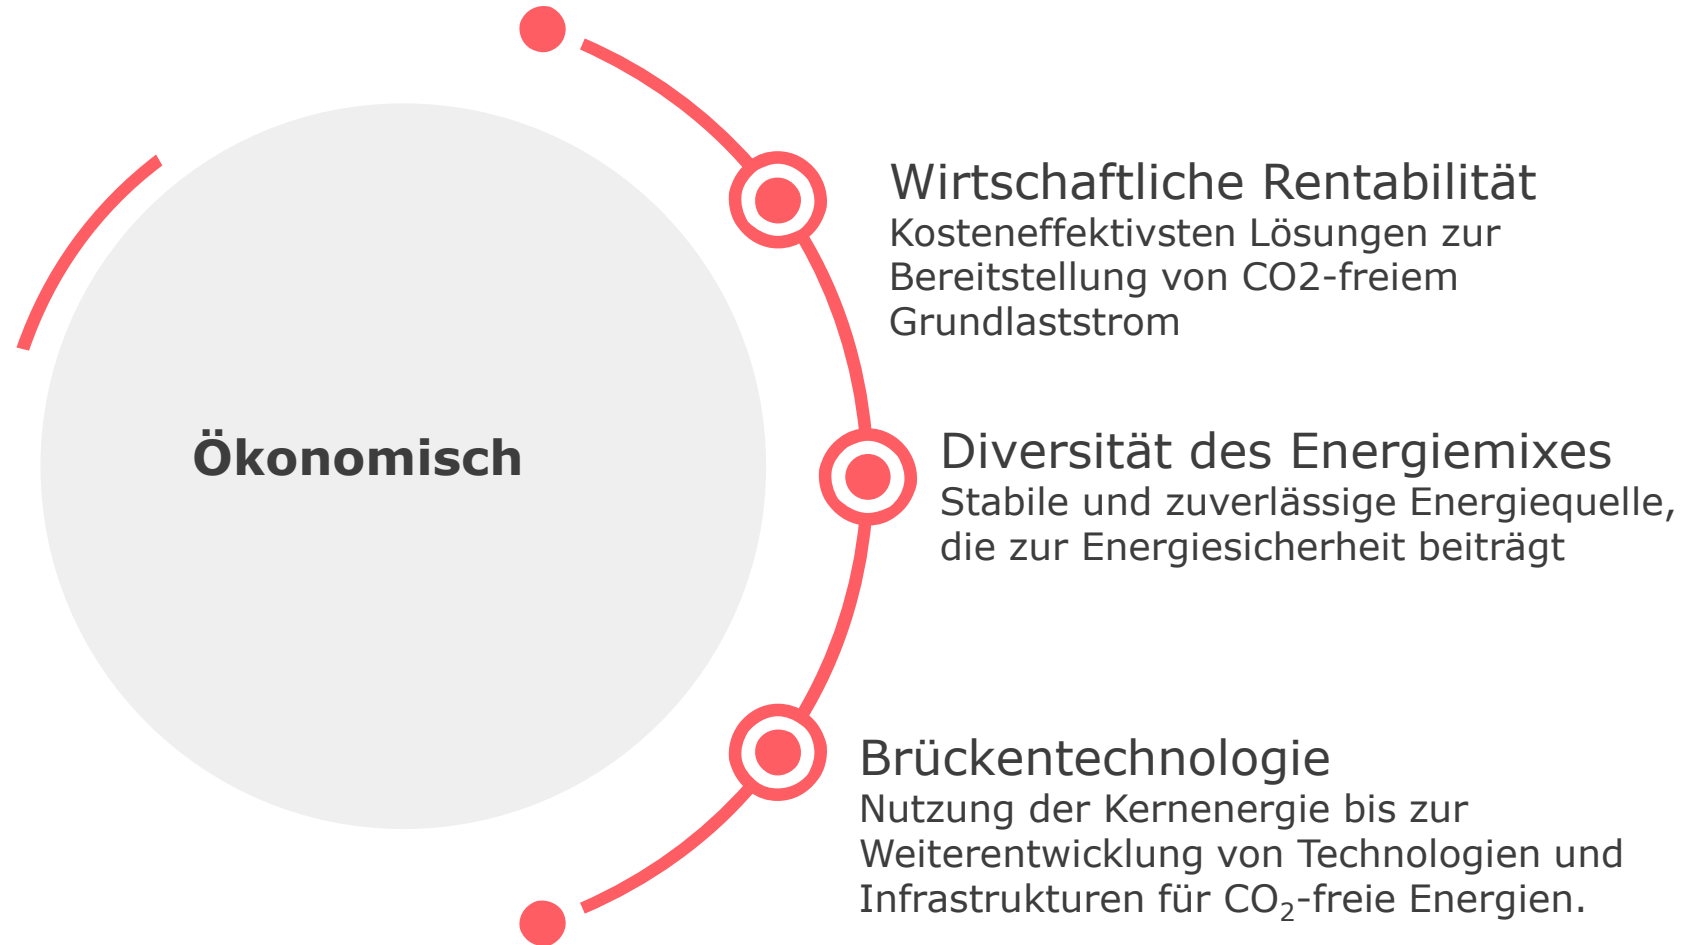 Ökonomisch
Wirtschaftliche Rentabilität
Kosteneffektivsten Lösungen zur
Bereitstellung von CO2-freiem
Grundlaststrom
Diversität des Energiemixes
Stabile und zuverlässige Energiequelle,
die zur Energiesicherheit beiträgt
Brückentechnologie
Nutzung der Kernenergie bis zur
Weiterentwicklung von Technologien und
Infrastrukturen für CO₂-freie Energien.